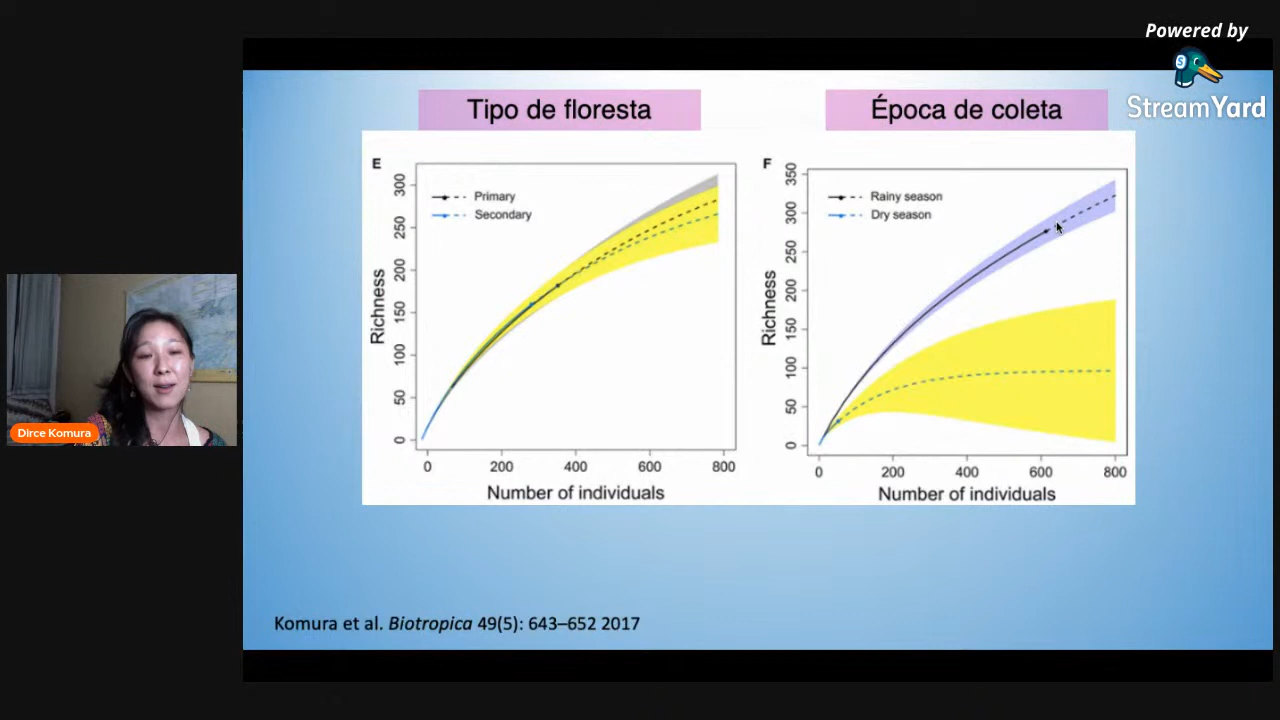 Powered by
StreamYard
Tipo de floresta
Época de coleta
E
Primary
Secondary
Richness
300
250
200
150
100
50
0
0 200 400 600 800
Number of individuals
F
Rainy season
Dry season
Richness
350
300
250
200
150
100
50
0
0 200 400 600 800
Number of individuals
Dirce Komura
Komura et al. Biotropica 49(5): 643–652 2017